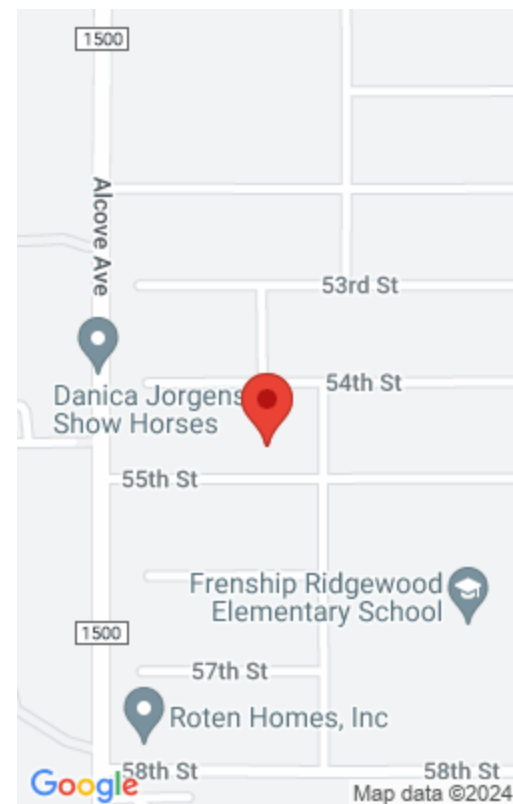 1500
Alcove Ave
53rd St
54th St
Danica Jorgens
Show Horses
55th St
Frenship Ridgewood
Elementary School
1500
57th St
Roten Homes, Inc
58th St
58th St
Google
Map data ©2024